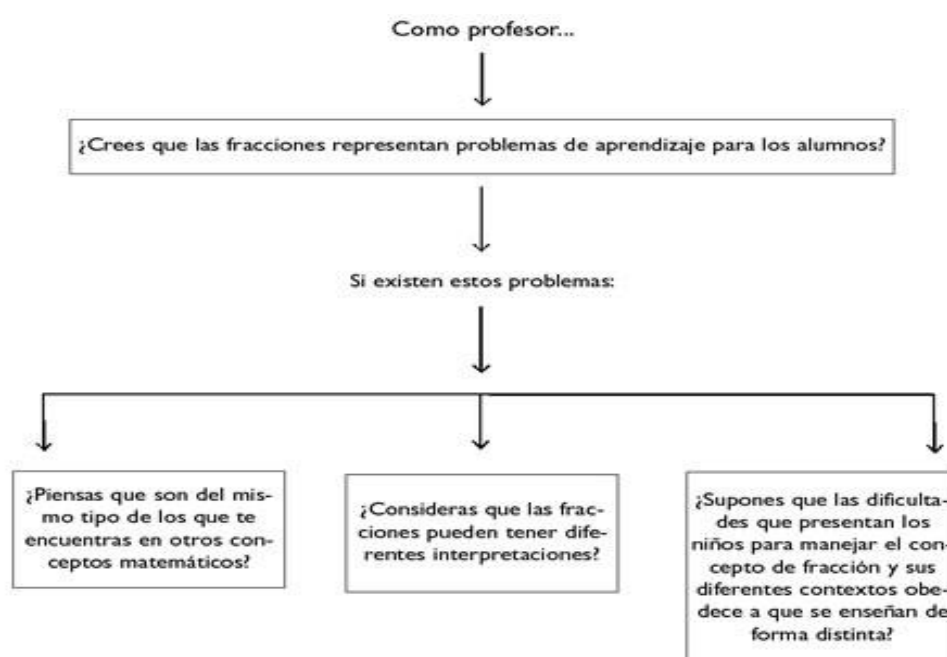 Como profesor...
¿Crees que las fracciones representan problemas de aprendizaje para los alumnos?
Si existen estos problemas:
¿Piensas que son del mis-
mo tipo de los que te
encuentras en otros con-
ceptos matemáticos?
¿Consideras que las frac-
ciones pueden tener dife-
rentes interpretaciones?
¿Supones que las dificulta-
des que presentan los
niños para manejar el con-
cepto de fracción y sus
diferentes contextos obe-
dece a que se enseñan de
forma distinta?